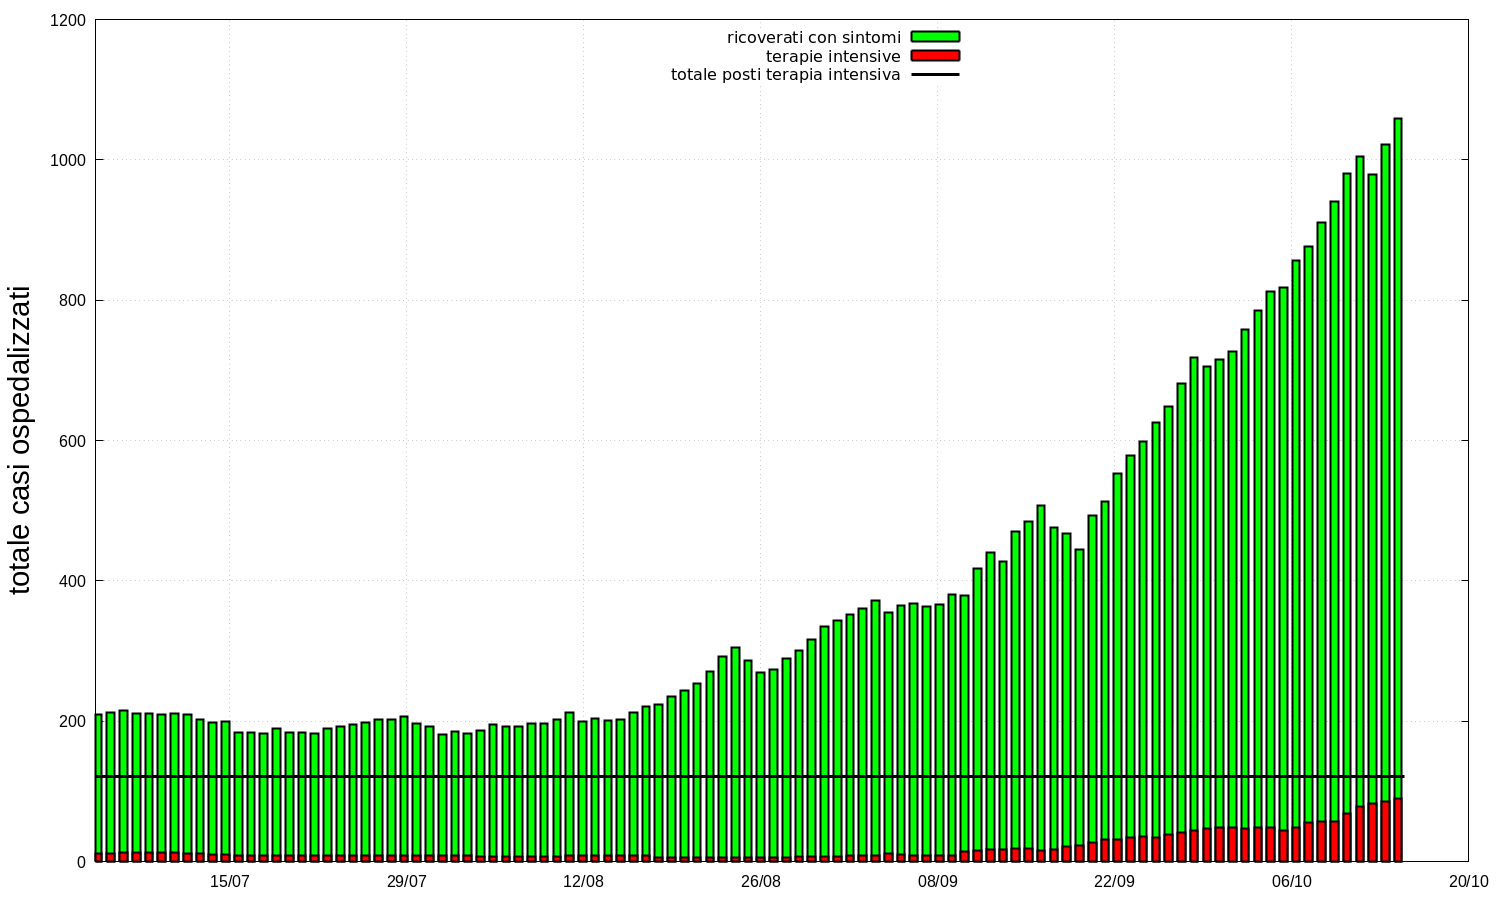 ricoverati con sintomi
terapie intensive
totale posti terapia intensiva
totale casi ospedalizzati
1200
1000
800
600
400
200
0
15/07 29/07 12/08 26/08 08/09 22/09 06/10 20/10